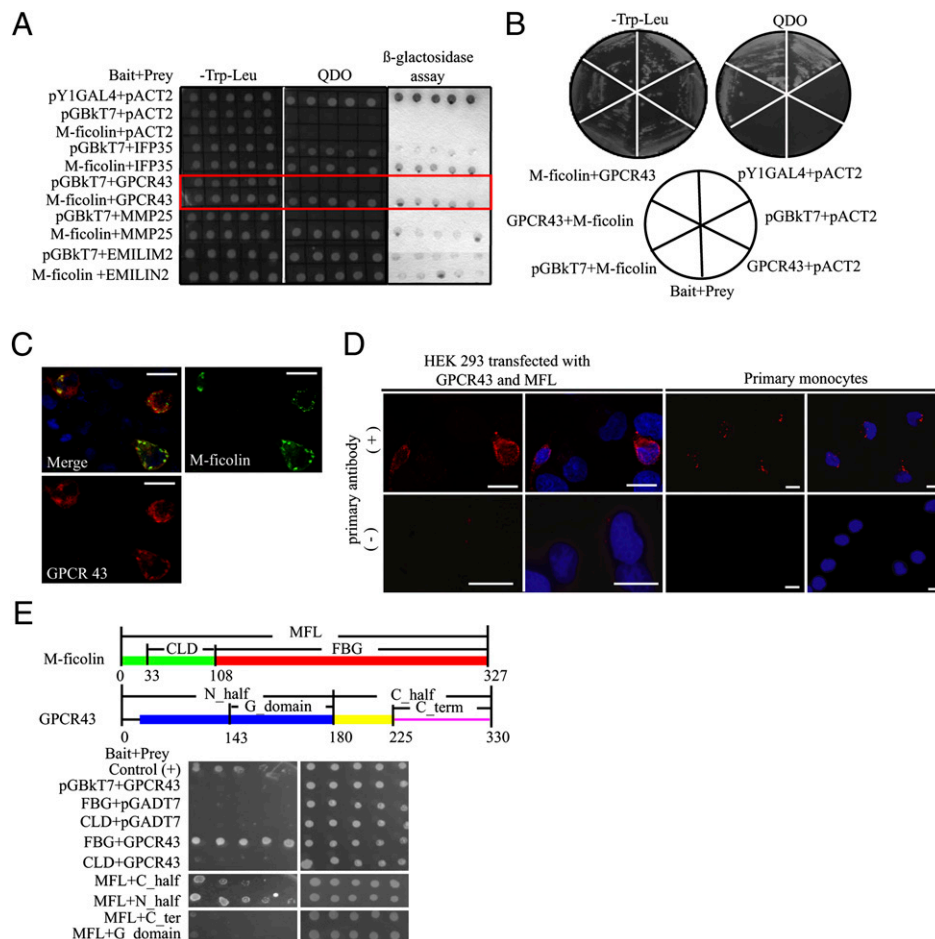 A
Bait+Prey
-Trp-Leu
QDO
ß-glactosidase
assay
pY1GAL4+pACT2
pGBkT7+pACT2
M-ficolin+pACT2
pGBkT7+IFP35
M-ficolin+IFP35
pGBkT7+GPCR43
M-ficolin+GPCR43
pGBkT7+MMP25
M-ficolin+MMP25
pGBkT7+EMILIM2
M-ficolin +EMILIN2
B
-Trp-Leu
QDO
M-ficolin+GPCR43
pY1GAL4+pACT2
GPCR43+M-ficolin
pGBkT7+pACT2
pGBkT7+M-ficolin
GPCR43+pACT2
Bait+Prey
C
Merge
M-ficolin
GPCR 43
D
HEK 293 transfected with
GPCR43 and MFL
Primary monocytes
primary antibody
(+)
(-)
E
MFL
CLD
FBG
M-ficolin
0
33
108
327
N_half
C_half
G_domain
C_term
GPCR43
0
143
180
225
330
Bait+Prey
Control (+)
pGBkT7+GPCR43
FBG+pGADT7
CLD+pGADT7
FBG+GPCR43
CLD+GPCR43
MFL+C_half
MFL+N_half
MFL+C_ter
MFL+G_domain